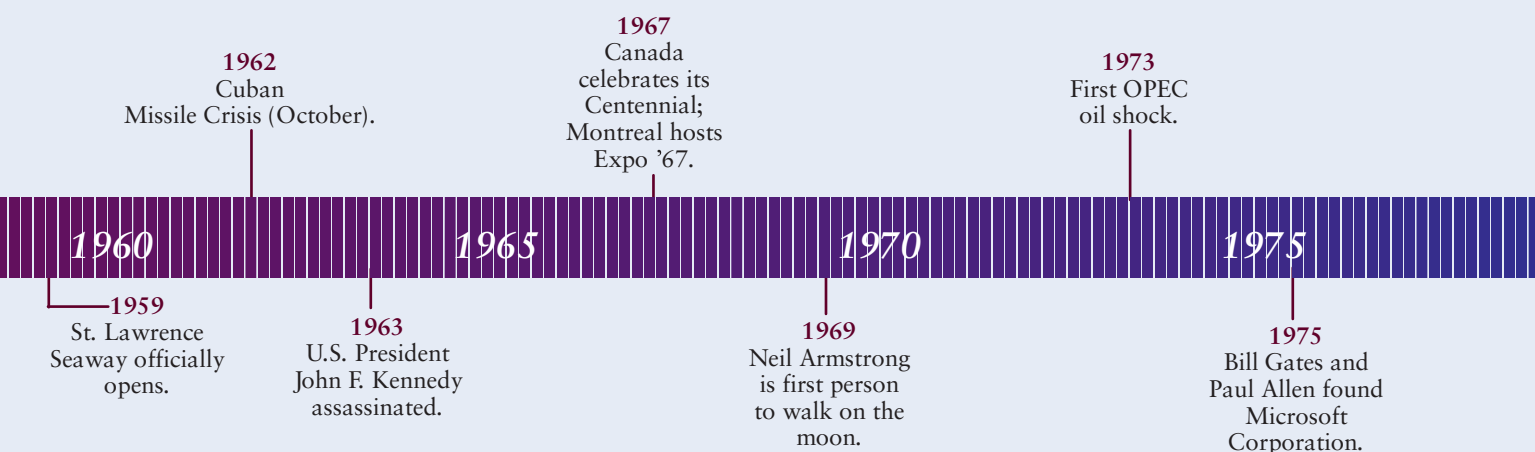 1962
Cuban
Missile Crisis (October).
1967
Canada
celebrates its
Centennial;
Montreal hosts
Expo ’67.
1973
First OPEC
oil shock.
1960
1965
1970
1975
1959
St. Lawrence
Seaway officially
opens.
1963
U.S. President
John F. Kennedy
assassinated.
1969
Neil Armstrong
is first person
to walk on the
moon.
1975
Bill Gates and
Paul Allen found
Microsoft
Corporation.